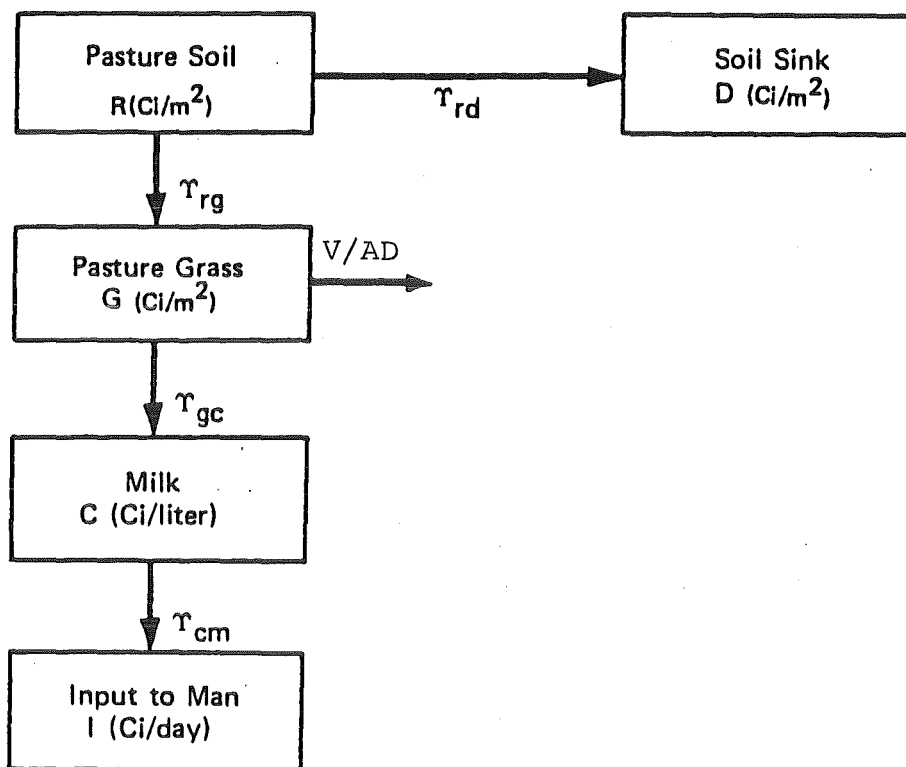 Pasture Soil
R(Ci/m²)
ϒrd
Soil Sink
D (Ci/m²)
ϒrg
Pasture Grass
G (Ci/m²)
V/AD
ϒgc
Milk
C (Ci/liter)
ϒcm
Input to Man
I (Ci/day)